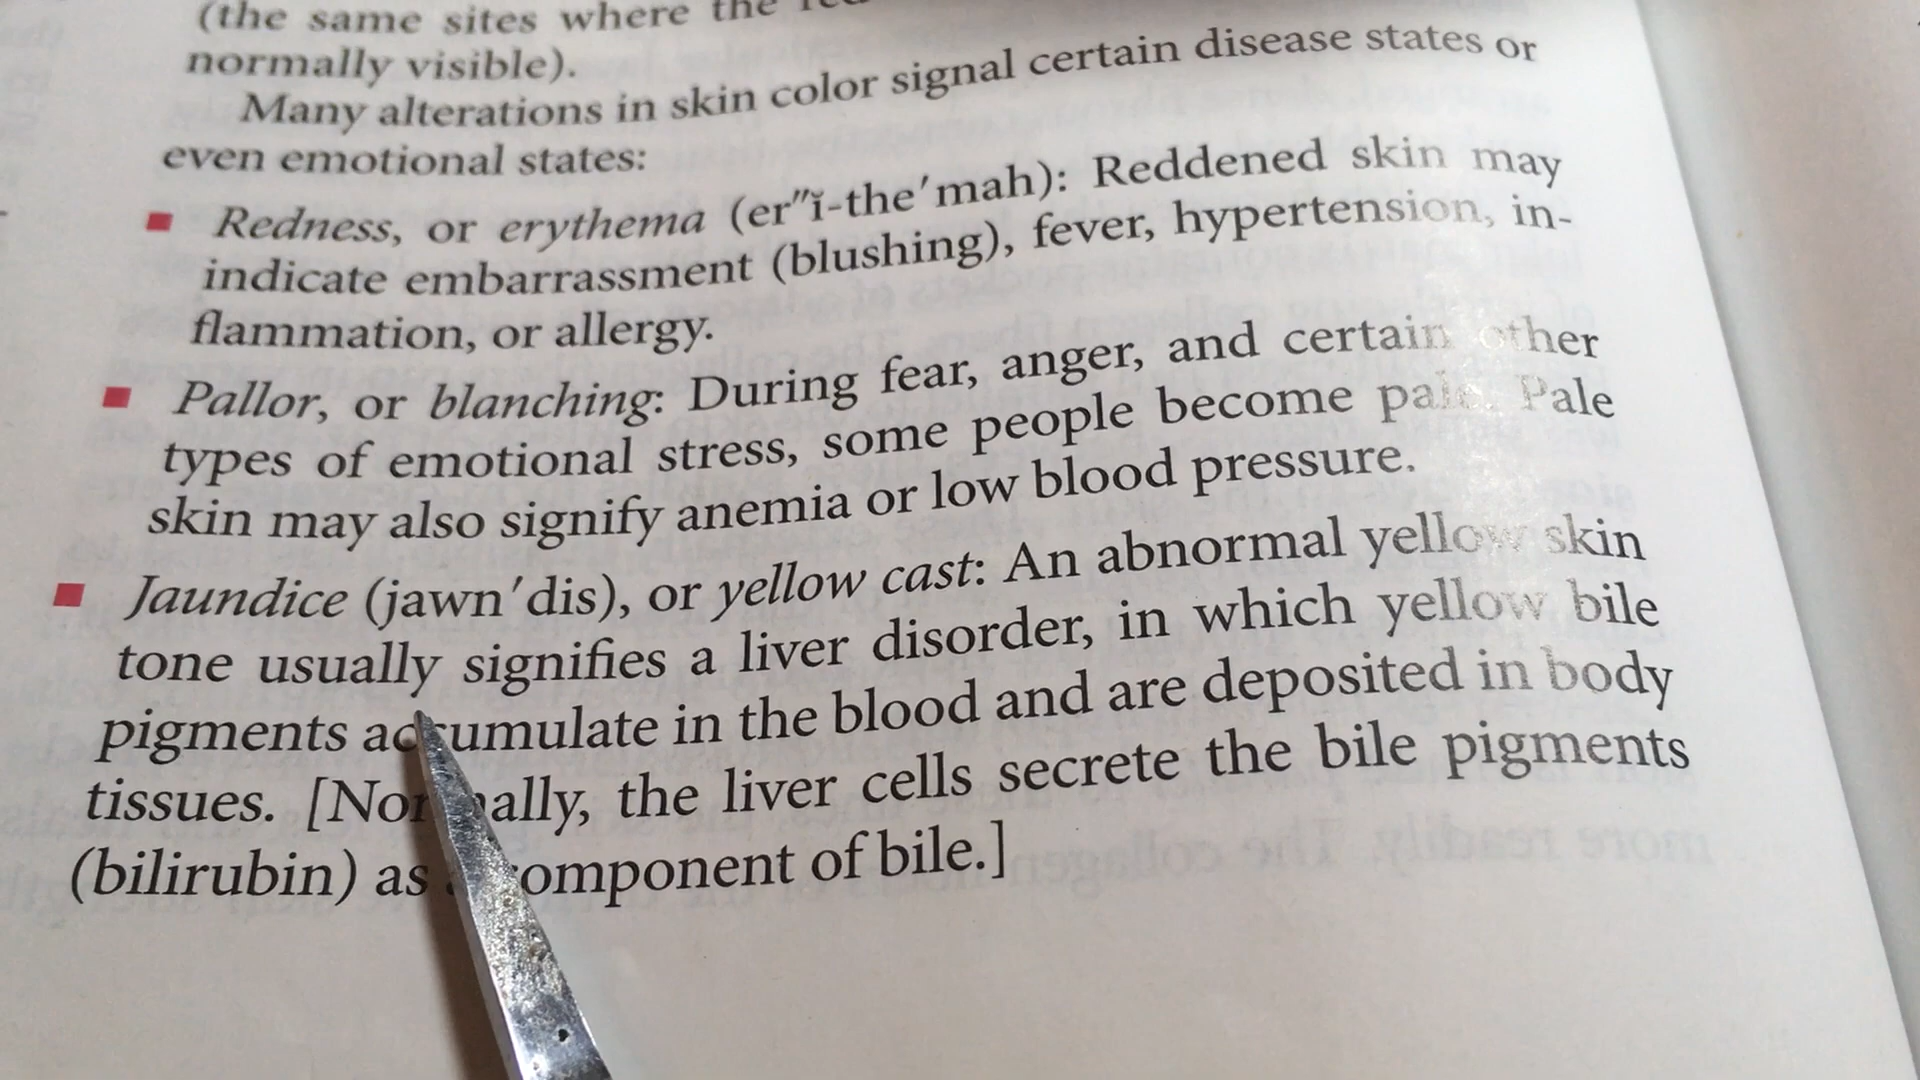 (the same sites where the
normally visible).
Many alterations in skin color signal certain disease states or
even emotional states:
■ Redness, or erythema (er″ĭ-the′mah): Reddened skin may
indicate embarrassment (blushing), fever, hypertension, in-
flammation, or allergy.
■ Pallor, or blanching: During fear, anger, and certain other
types of emotional stress, some people become pale. Pale
skin may also signify anemia or low blood pressure.
■ Jaundice (jawn′dis), or yellow cast: An abnormal yellow skin
tone usually signifies a liver disorder, in which yellow bile
pigments accumulate in the blood and are deposited in body
tissues. [Normally, the liver cells secrete the bile pigments
(bilirubin) as a component of bile.]